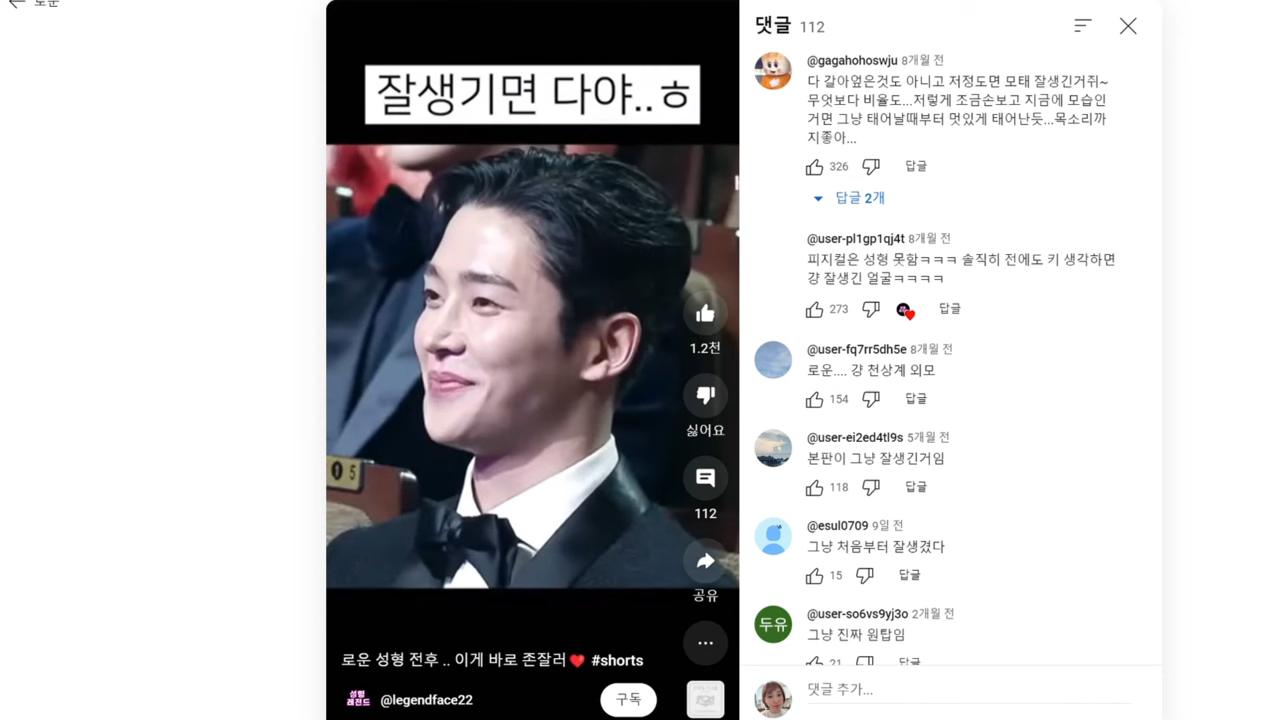 로운
잘생기면 다야..ㅎ
5
1.2천
싫어요
112
공유
로운 성형 전후 .. 이게 바로 존잘러❤️ #shorts
성형
레전드
@legendface22
구독
댓글 112
@gagahohoswju 8개월 전
다 갈아엎은것도 아니고 저정도면 모태 잘생긴거쥐~
무엇보다 비율도...저렇게 조금손보고 지금에 모습인
거면 그냥 태어날때부터 멋있게 태어난듯...목소리까
지좋아...
326 답글
답글 2개
@user-pl1gp1qj4t 8개월 전
피지컬은 성형 못함ㅋㅋㅋ 솔직히 전에도 키 생각하면
걍 잘생긴 얼굴ㅋㅋㅋㅋ
273 답글
@user-fq7rr5dh5e 8개월 전
로운.... 걍 천상계 외모
154 답글
@user-ei2ed4tl9s 5개월 전
본판이 그냥 잘생긴거임
118 답글
@esul0709 9일 전
그냥 처음부터 잘생겼다
15 답글
두유
@user-so6vs9yj3o 2개월 전
그냥 진짜 원탑임
21 답글
댓글 추가...